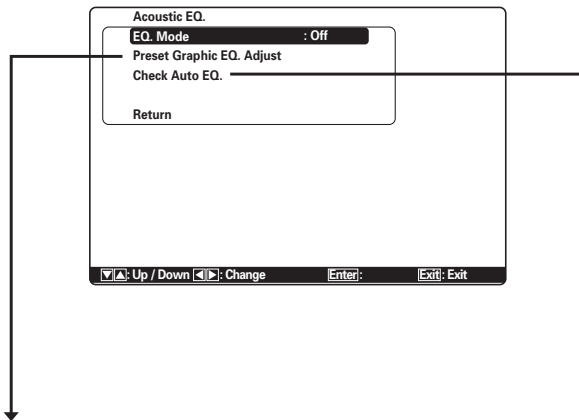 Acoustic EQ.
EQ. Mode : Off
Preset Graphic EQ. Adjust
Check Auto EQ.
Return
▼▲: Up / Down ◀▶: Change Enter: Exit: Exit